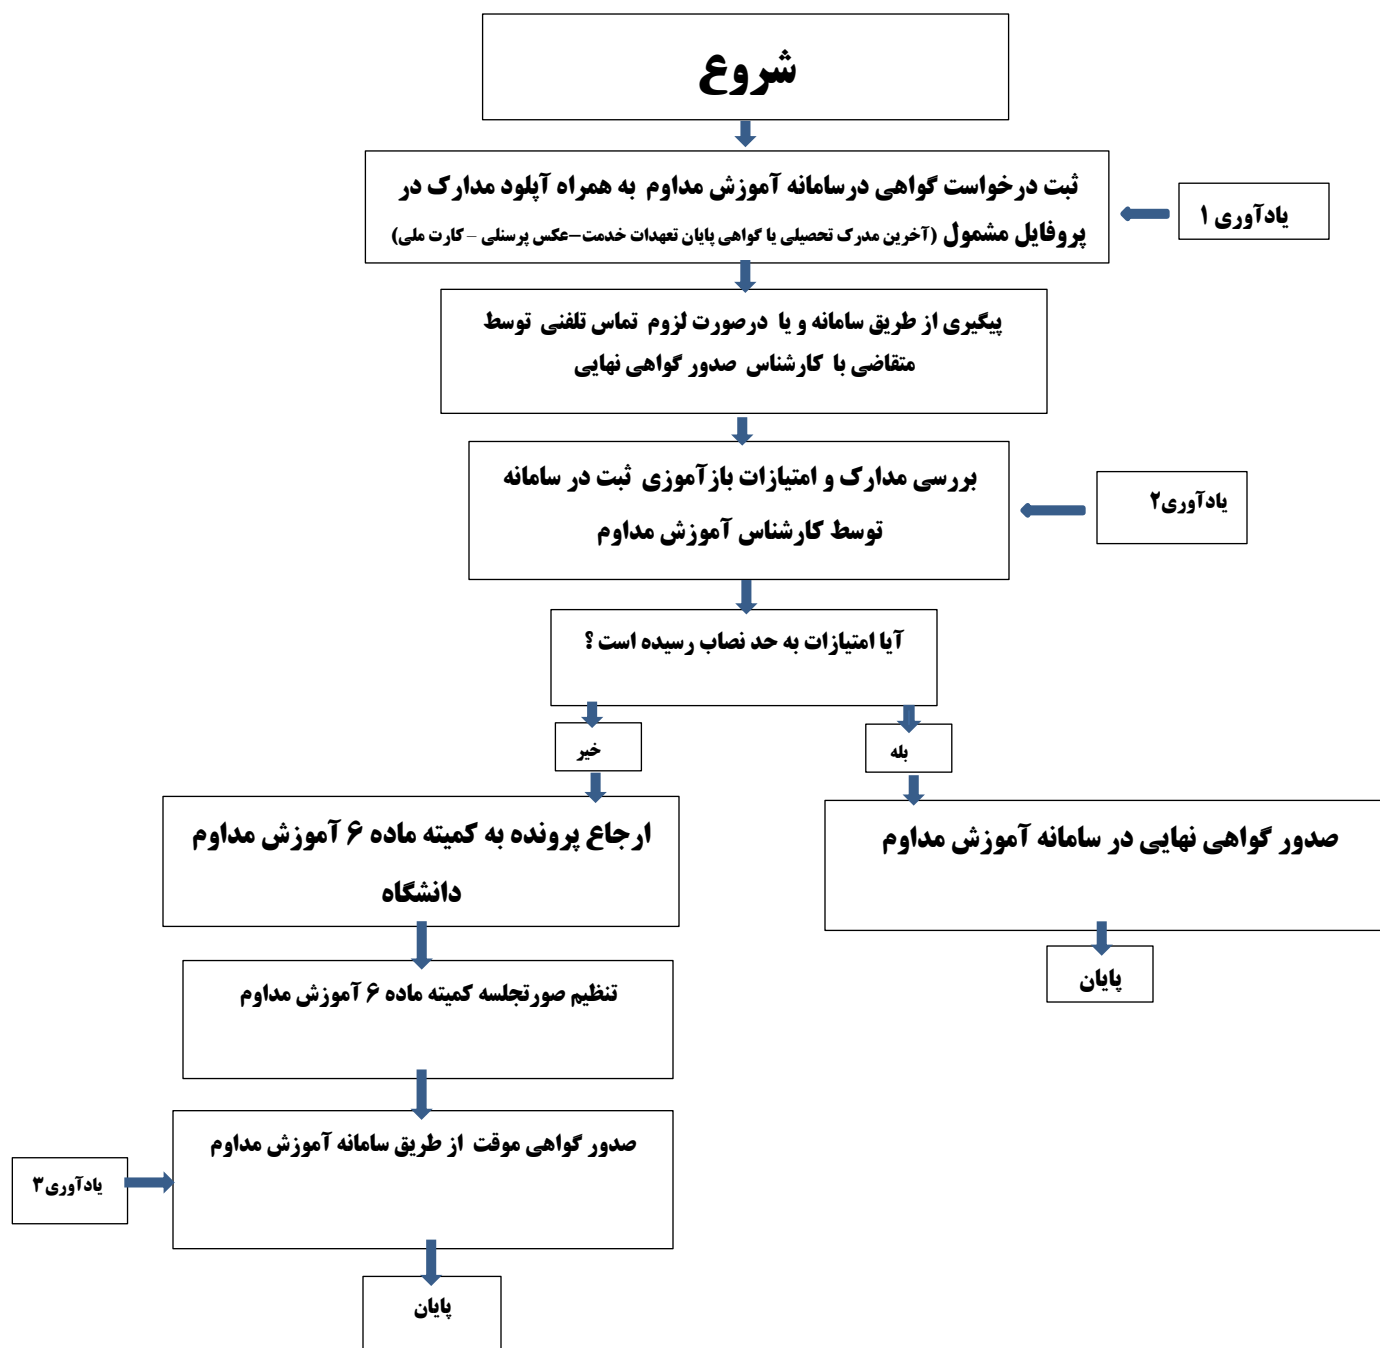 شروع
ثبت درخواست گواهی درسامانه آموزش مداوم به همراه آپلود مدارک در
پروفایل مشمول (آخرین مدرک تحصیلی یا گواهی پایان تعهدات خدمت–عکس پرسنلی – کارت ملی)
یادآوری ۱
پیگیری از طریق سامانه و یا درصورت لزوم تماس تلفنی توسط
متقاضی با کارشناس صدور گواهی نهایی
بررسی مدارک و امتیازات بازآموزی ثبت در سامانه
توسط کارشناس آموزش مداوم
یادآوری۲
آیا امتیازات به حد نصاب رسیده است ؟
بله
خیر
صدور گواهی نهایی در سامانه آموزش مداوم
ارجاع پرونده به کمیته ماده ۶ آموزش مداوم
دانشگاه
پایان
تنظیم صورتجلسه کمیته ماده ۶ آموزش مداوم
صدور گواهی موقت از طریق سامانه آموزش مداوم
یادآوری۳
پایان